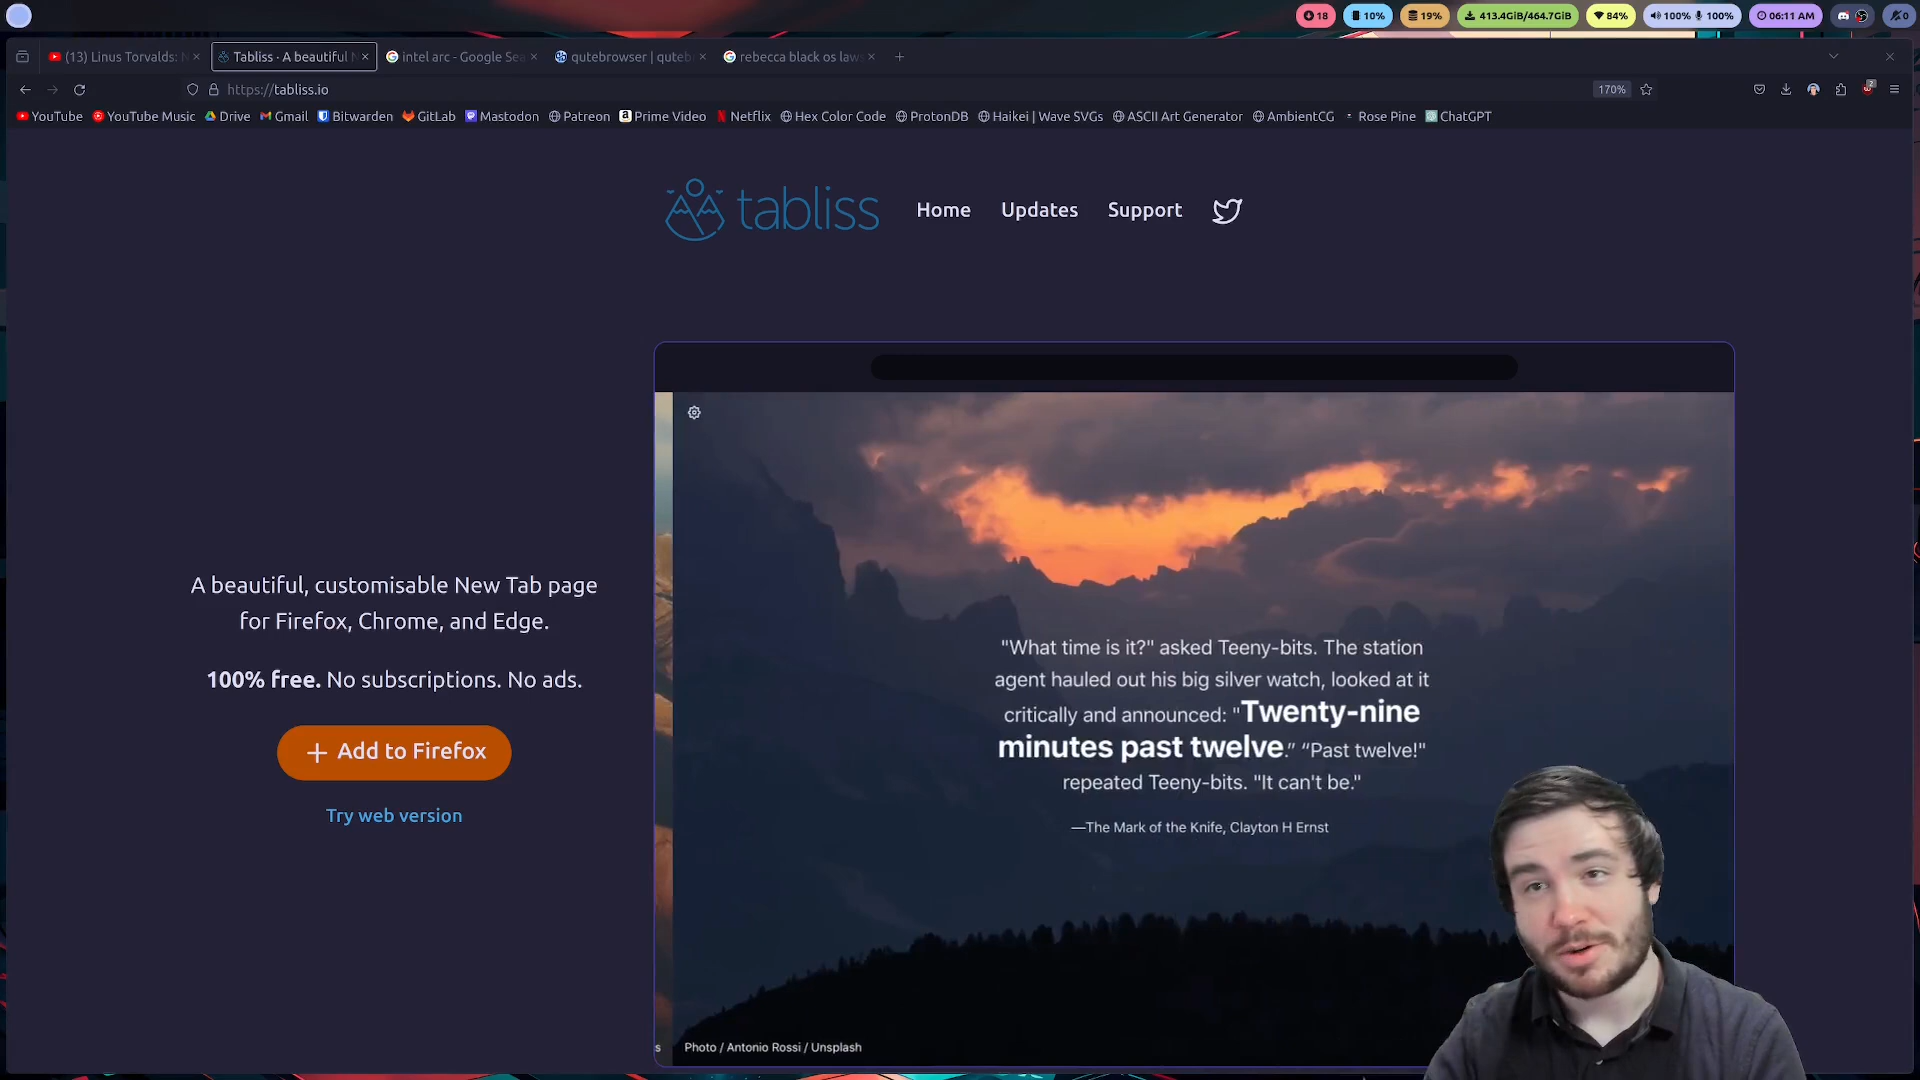 18
10%
19%
413.4GiB/464.7GiB
84%
100% 100%
06:11 AM
0
(13) Linus Torvalds: N
Tabliss · A beautiful N
intel arc - Google Sea
qutebrowser | quteb
rebecca black os law
https://tabliss.io
170%
2
YouTube
YouTube Music
Drive
Gmail
Bitwarden
GitLab
Mastodon
Patreon
Prime Video
Netflix
Hex Color Code
ProtonDB
Haikei | Wave SVGs
ASCII Art Generator
AmbientCG
Rose Pine
ChatGPT
tabliss
Home
Updates
Support
A beautiful, customisable New Tab page
for Firefox, Chrome, and Edge.
100% free. No subscriptions. No ads.
+ Add to Firefox
Try web version
"What time is it?" asked Teeny-bits. The station
agent hauled out his big silver watch, looked at it
critically and announced: "Twenty-nine
minutes past twelve.” “Past twelve!"
repeated Teeny-bits. "It can't be."
—The Mark of the Knife, Clayton H Ernst
s
Photo / Antonio Rossi / Unsplash